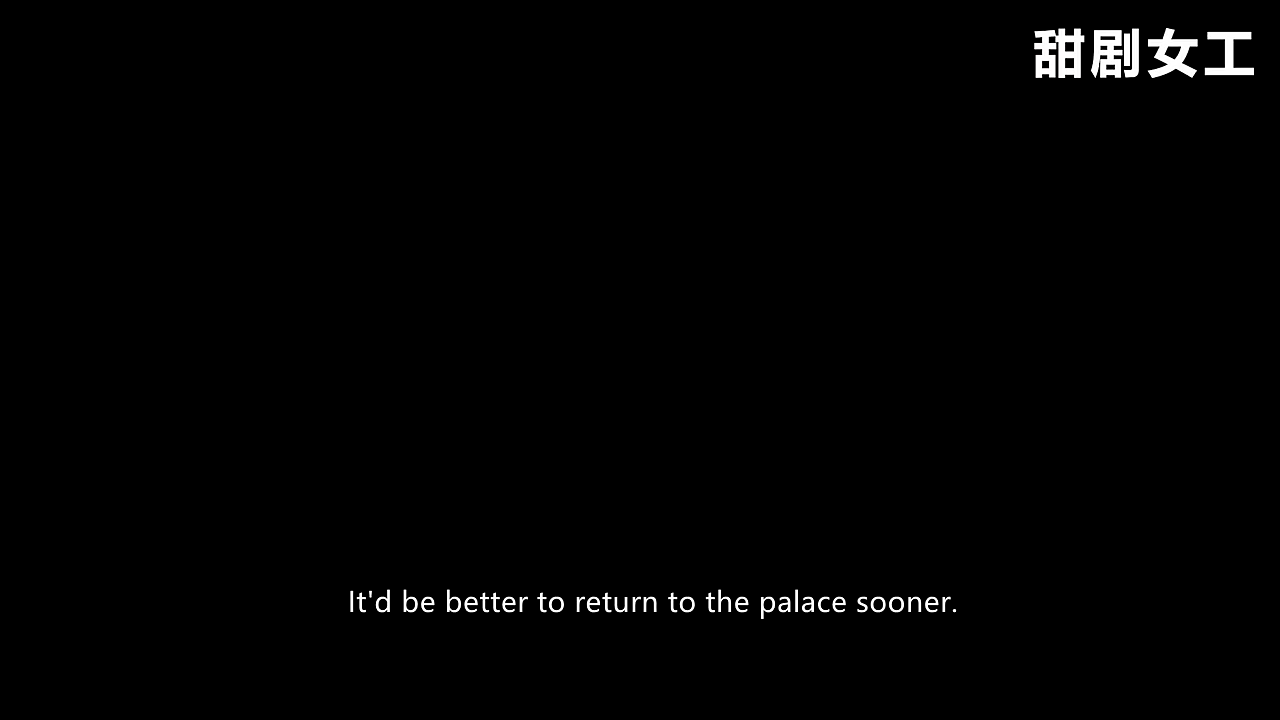 甜剧女工
It'd be better to return to the palace sooner.